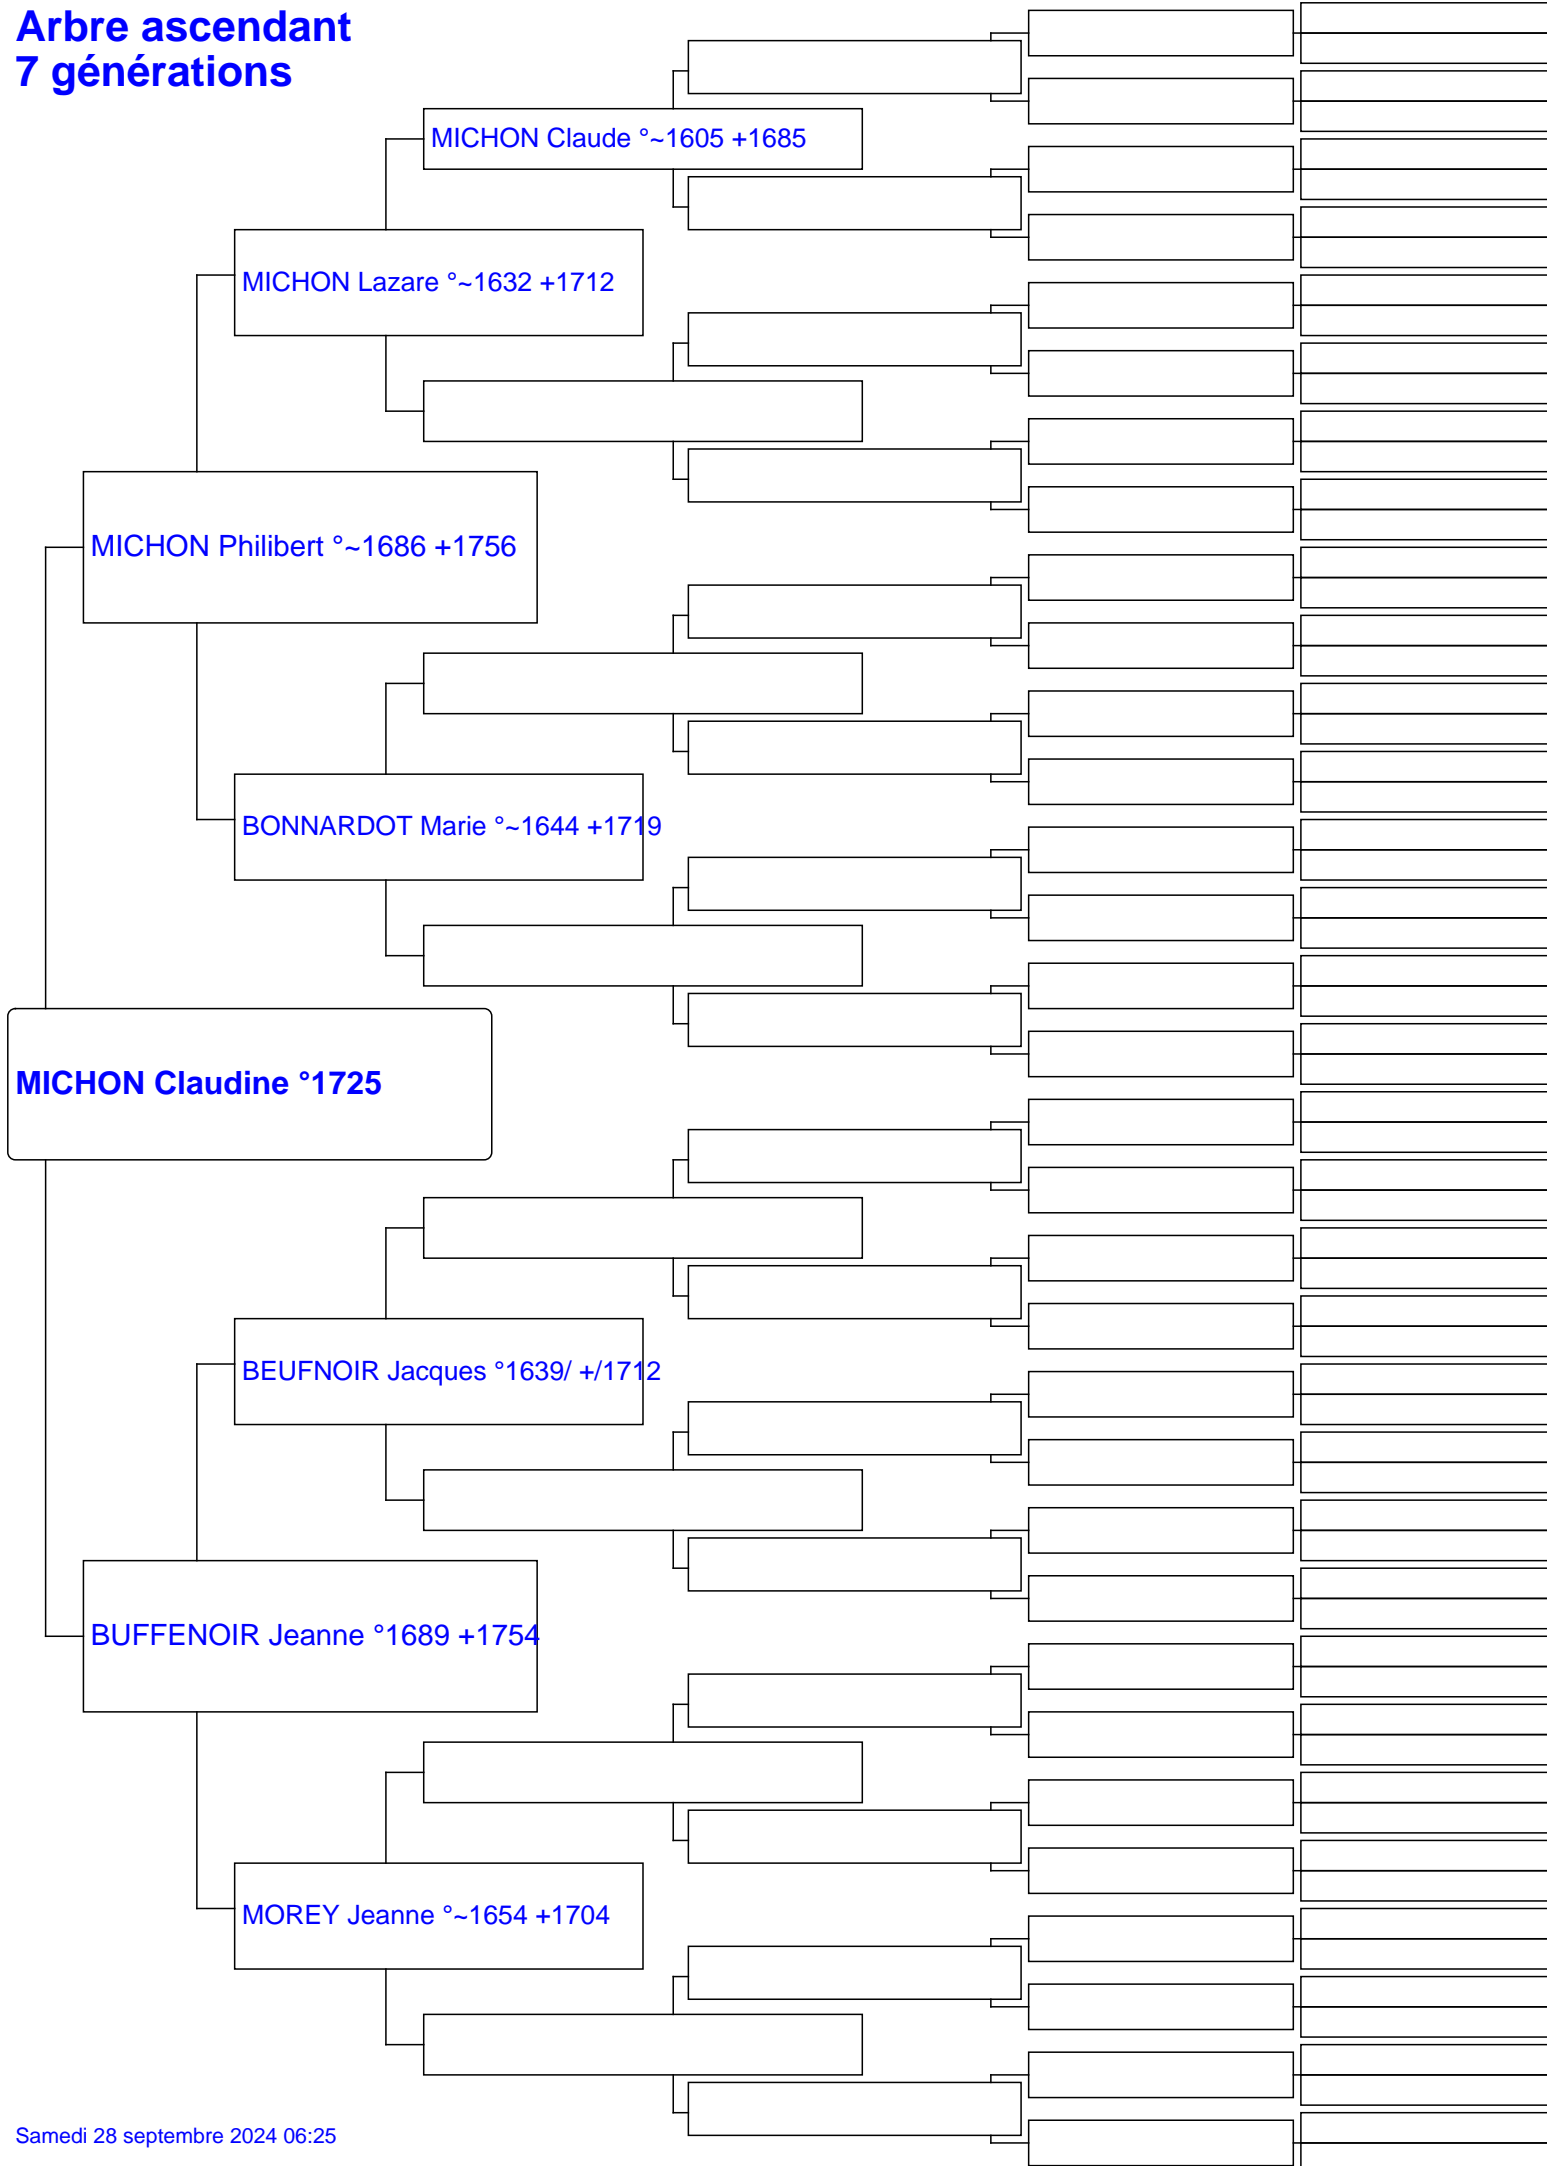 Arbre ascendant
7 générations
MICHON Claude °~1605 +1685
MICHON Lazare °~1632 +1712
MICHON Philibert °~1686 +1756
BONNARDOT Marie °~1644 +1719
MICHON Claudine °1725
BEUFNOIR Jacques °1639/ +/1712
BUFFENOIR Jeanne °1689 +1754
MOREY Jeanne °~1654 +1704
Samedi 28 septembre 2024 06:25